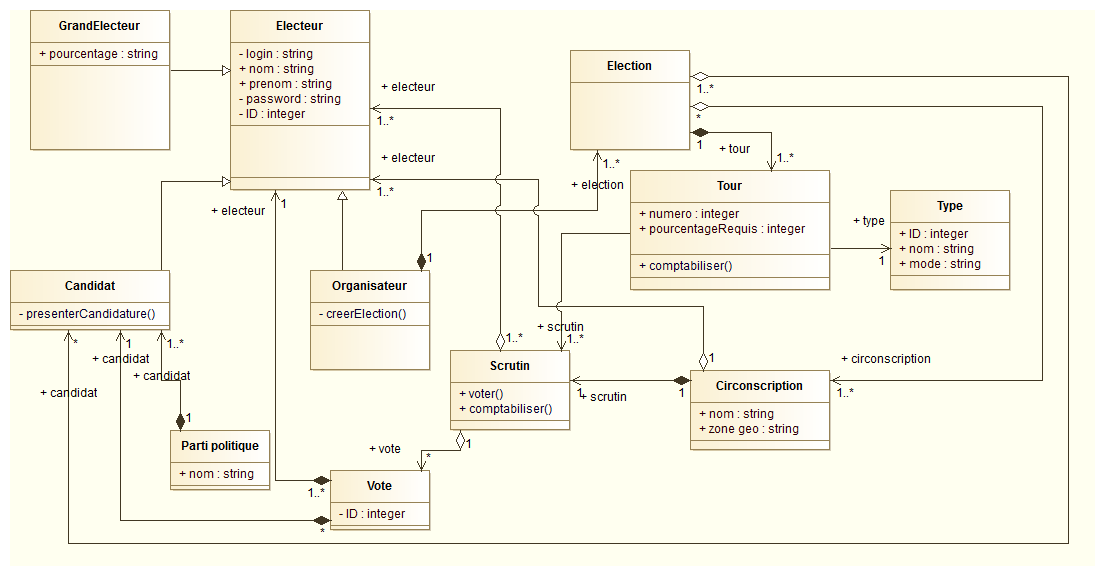 GrandElecteur
+ pourcentage : string
Electeur
- login : string
+ nom : string
+ prenom : string
- password : string
- ID : integer
+ electeur
1..*
+ electeur
1..*
+ electeur
1
Election
1..*
*
1
+ tour
1..*
1..*
+ election
Tour
+ numero : integer
+ pourcentageRequis : integer
+ comptabiliser()
+ type
1
Type
+ ID : integer
+ nom : string
+ mode : string
Candidat
- presenterCandidature()
Organisateur
- creerElection()
1
*
1
1..*
+ candidat
+ candidat
+ candidat
1
Parti politique
+ nom : string
1..*
+ scrutin
1..*
Scrutin
+ voter()
+ comptabiliser()
1
+ scrutin
1
1
Circonscription
+ nom : string
+ zone geo : string
+ circonscription
1..*
1
+ vote
*
Vote
- ID : integer
1..*
*